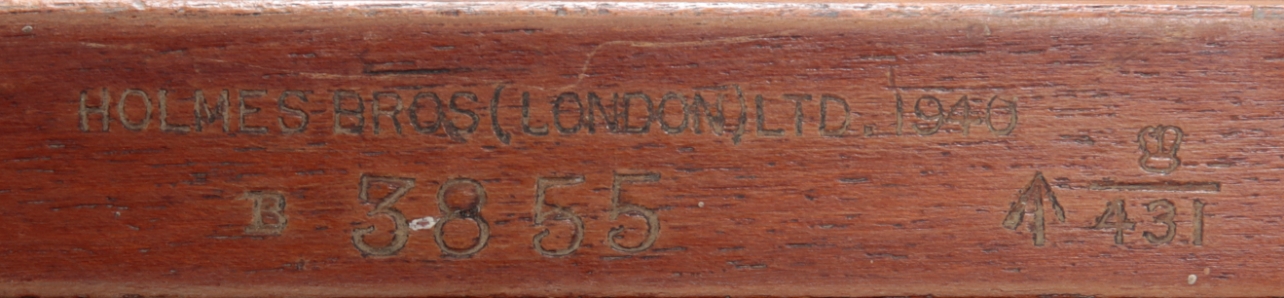 HOLMES BROS (LONDON) LTD. 1940
B 3855
431